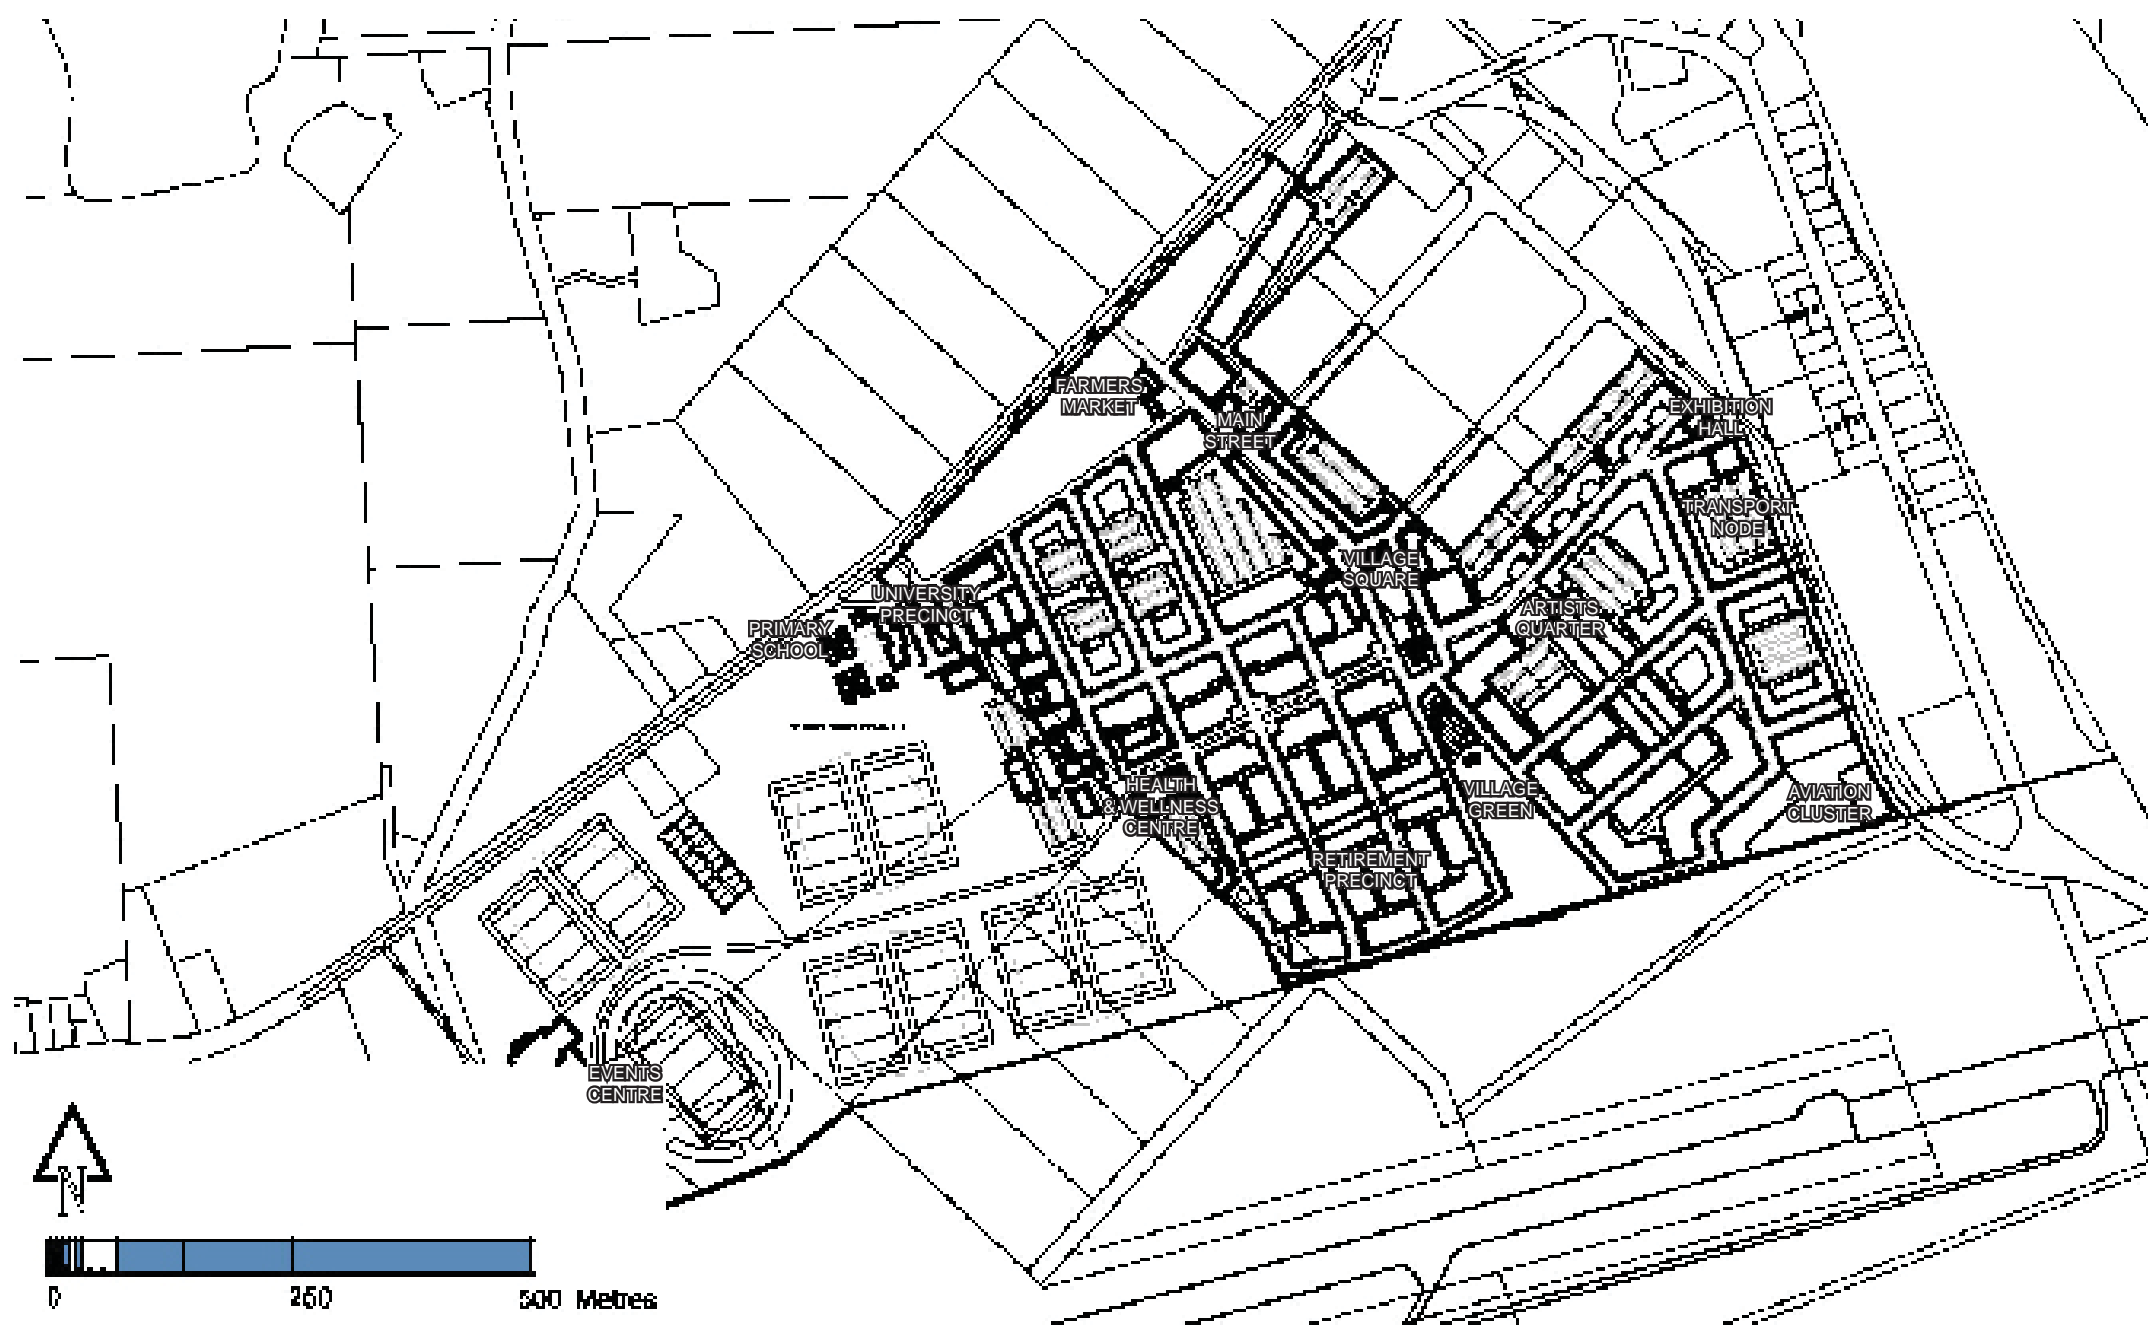 FARMERS
MARKET
MAIN
STREET
EXHIBITION
HALL
TRANSPORT
NODE
VILLAGE
SQUARE
UNIVERSITY
PRECINCT
ARTISTS
QUARTER
PRIMARY
SCHOOL
HEALTH
& WELLNESS
CENTRE
VILLAGE
GREEN
AVIATION
CLUSTER
RETIREMENT
PRECINCT
EVENTS
CENTRE
N
0 250 500 Metres